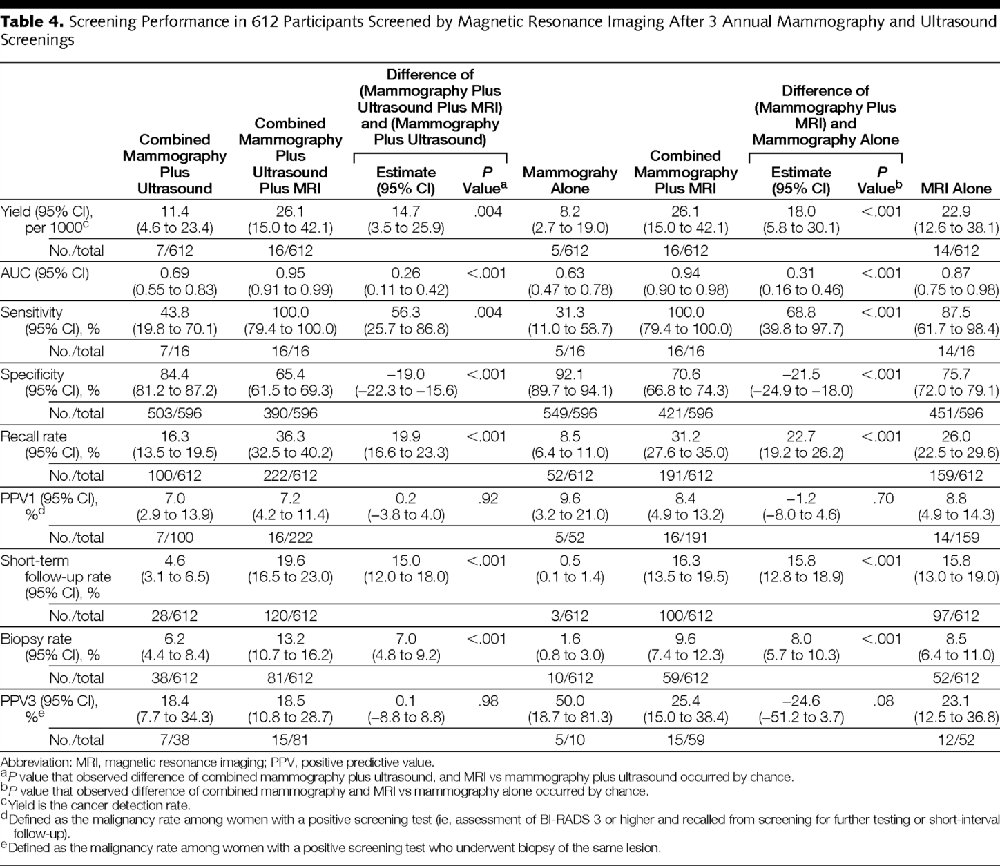 Table 4. Screening Performance in 612 Participants Screened by Magnetic Resonance Imaging After 3 Annual Mammography and Ultrasound
Screenings
Combined Mammography Plus Ultrasound
Combined Mammography Plus Ultrasound Plus MRI
Difference of (Mammography Plus Ultrasound Plus MRI) and (Mammography Plus Ultrasound)
Estimate (95% CI)
P Valueᵃ
Mammograhy Alone
Combined Mammography Plus MRI
Difference of (Mammography Plus MRI) and Mammography Alone
Estimate (95% CI)
P Valueᵇ
MRI Alone
Yield (95% CI), 11.4 26.1 14.7 .004 8.2 26.1 18.0 <.001 22.9
per 1000ᶜ (4.6 to 23.4) (15.0 to 42.1) (3.5 to 25.9) (2.7 to 19.0) (15.0 to 42.1) (5.8 to 30.1) (12.6 to 38.1)
No./total 7/612 16/612 5/612 16/612 14/612
AUC (95% CI) 0.69 0.95 0.26 <.001 0.63 0.94 0.31 <.001 0.87
(0.55 to 0.83) (0.91 to 0.99) (0.11 to 0.42) (0.47 to 0.78) (0.90 to 0.98) (0.16 to 0.46) (0.75 to 0.98)
Sensitivity 43.8 100.0 56.3 .004 31.3 100.0 68.8 <.001 87.5
(95% CI), % (19.8 to 70.1) (79.4 to 100.0) (25.7 to 86.8) (11.0 to 58.7) (79.4 to 100.0) (39.8 to 97.7) (61.7 to 98.4)
No./total 7/16 16/16 5/16 16/16 14/16
Specificity 84.4 65.4 −19.0 <.001 92.1 70.6 −21.5 <.001 75.7
(95% CI), % (81.2 to 87.2) (61.5 to 69.3) (−22.3 to −15.6) (89.7 to 94.1) (66.8 to 74.3) (−24.9 to −18.0) (72.0 to 79.1)
No./total 503/596 390/596 549/596 421/596 451/596
Recall rate 16.3 36.3 19.9 <.001 8.5 31.2 22.7 <.001 26.0
(95% CI), % (13.5 to 19.5) (32.5 to 40.2) (16.6 to 23.3) (6.4 to 11.0) (27.6 to 35.0) (19.2 to 26.2) (22.5 to 29.6)
No./total 100/612 222/612 52/612 191/612 159/612
PPV1 (95% CI), 7.0 7.2 0.2 .92 9.6 8.4 −1.2 .70 8.8
%ᵈ (2.9 to 13.9) (4.2 to 11.4) (−3.8 to 4.0) (3.2 to 21.0) (4.9 to 13.2) (−8.0 to 4.6) (4.9 to 14.3)
No./total 7/100 16/222 5/52 16/191 14/159
Short-term 4.6 19.6 15.0 <.001 0.5 16.3 15.8 <.001 15.8
follow-up rate (3.1 to 6.5) (16.5 to 23.0) (12.0 to 18.0) (0.1 to 1.4) (13.5 to 19.5) (12.8 to 18.9) (13.0 to 19.0)
(95% CI), %
No./total 28/612 120/612 3/612 100/612 97/612
Biopsy rate 6.2 13.2 7.0 <.001 1.6 9.6 8.0 <.001 8.5
(95% CI), % (4.4 to 8.4) (10.7 to 16.2) (4.8 to 9.2) (0.8 to 3.0) (7.4 to 12.3) (5.7 to 10.3) (6.4 to 11.0)
No./total 38/612 81/612 10/612 59/612 52/612
PPV3 (95% CI), 18.4 18.5 0.1 .98 50.0 25.4 −24.6 .08 23.1
%ᵉ (7.7 to 34.3) (10.8 to 28.7) (−8.8 to 8.8) (18.7 to 81.3) (15.0 to 38.4) (−51.2 to 3.7) (12.5 to 36.8)
No./total 7/38 15/81 5/10 15/59 12/52
Abbreviation: MRI, magnetic resonance imaging; PPV, positive predictive value.
ᵃP value that observed difference of combined mammography plus ultrasound, and MRI vs mammography plus ultrasound occurred by chance.
ᵇP value that observed difference of combined mammography and MRI vs mammography alone occurred by chance.
ᶜYield is the cancer detection rate.
ᵈDefined as the malignancy rate among women with a positive screening test (ie, assessment of BI-RADS 3 or higher and recalled from screening for further testing or short-interval
follow-up).
ᵉDefined as the malignancy rate among women with a positive screening test who underwent biopsy of the same lesion.